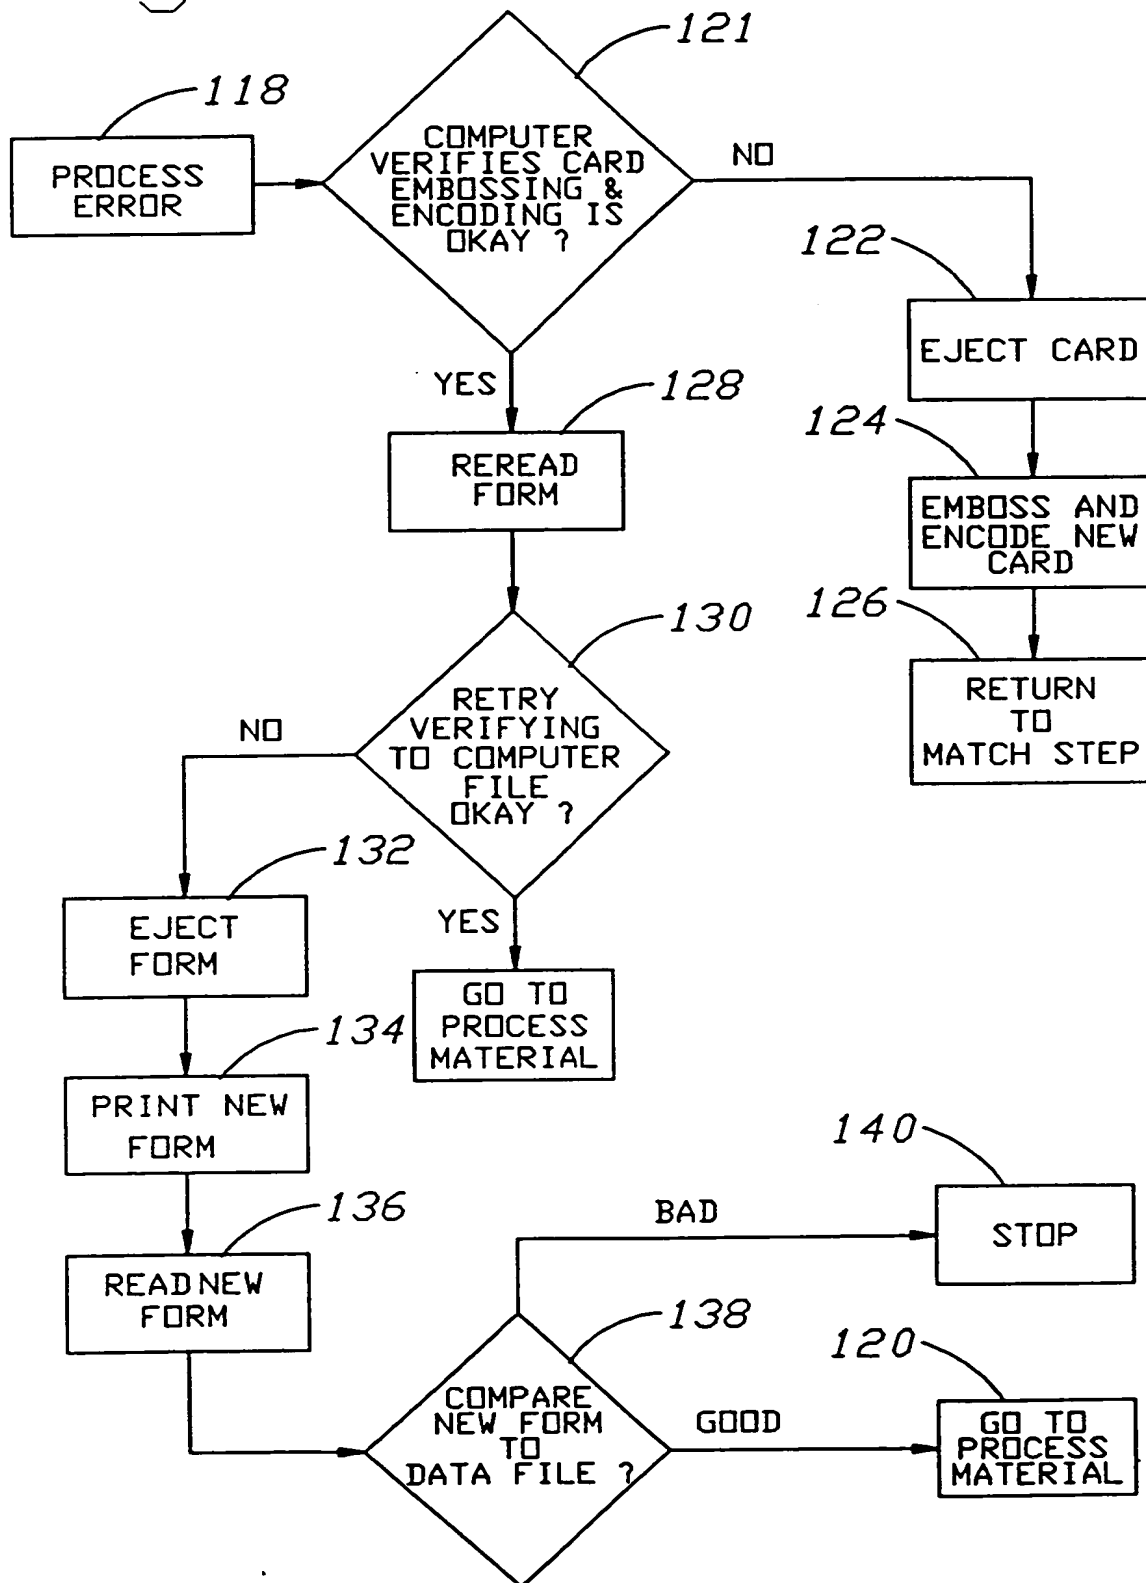 121
118
COMPUTER
VERIFIES CARD
EMBOSSING &
ENCODING IS
OKAY ?
NO
PROCESS
ERROR
122
EJECT CARD
YES
128
124
REREAD
FORM
EMBOSS AND
ENCODE NEW
CARD
130
126
RETRY
VERIFYING
TO COMPUTER
FILE
OKAY ?
NO
RETURN
TO
MATCH STEP
132
YES
EJECT
FORM
GO TO
PROCESS
MATERIAL
134
PRINT NEW
FORM
140
136
BAD
STOP
READ NEW
FORM
138
120
COMPARE
NEW FORM
TO
DATA FILE ?
GOOD
GO TO
PROCESS
MATERIAL